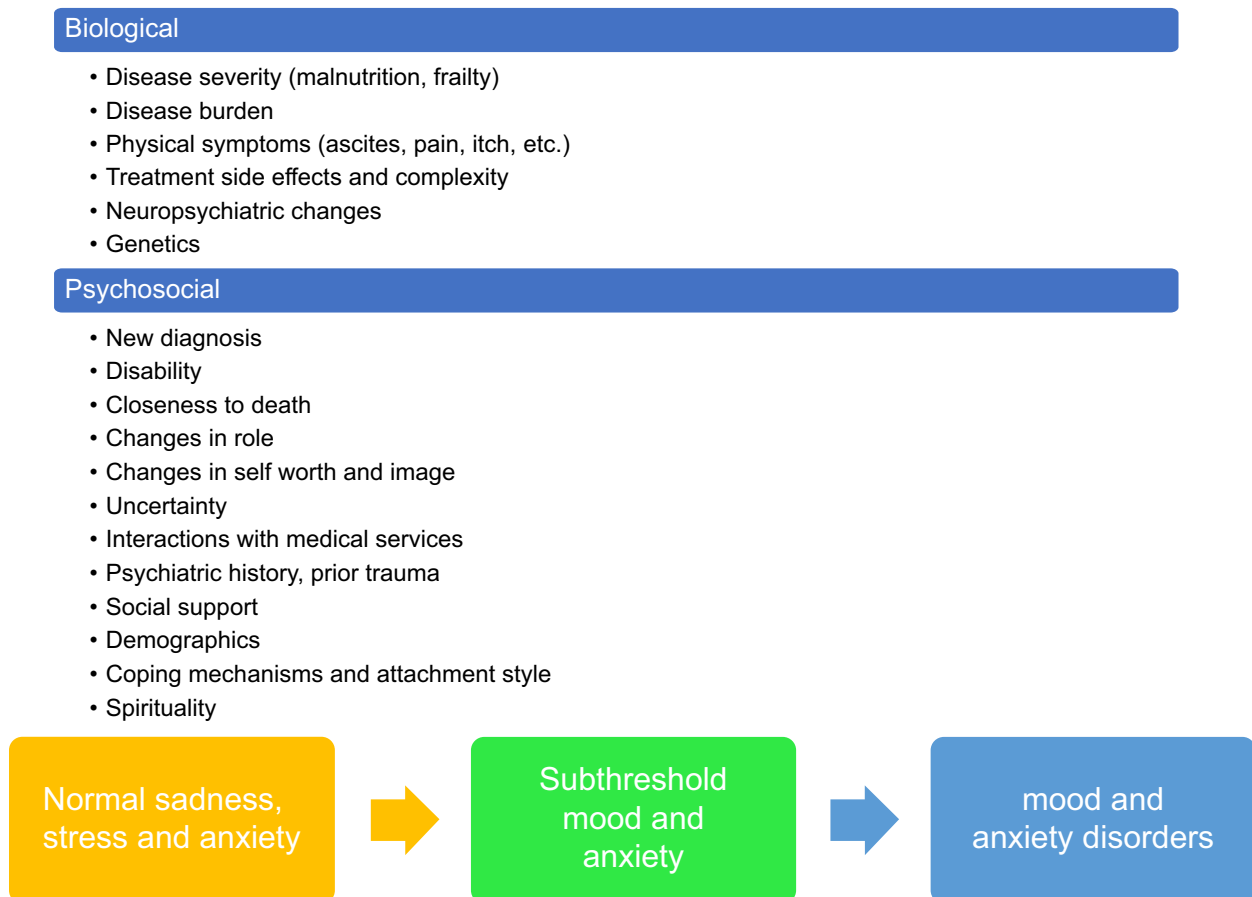 Biological
• Disease severity (malnutrition, frailty)
• Disease burden
• Physical symptoms (ascites, pain, itch, etc.)
• Treatment side effects and complexity
• Neuropsychiatric changes
• Genetics
Psychosocial
• New diagnosis
• Disability
• Closeness to death
• Changes in role
• Changes in self worth and image
• Uncertainty
• Interactions with medical services
• Psychiatric history, prior trauma
• Social support
• Demographics
• Coping mechanisms and attachment style
• Spirituality
Normal sadness,
stress and anxiety
Subthreshold
mood and
anxiety
mood and
anxiety disorders